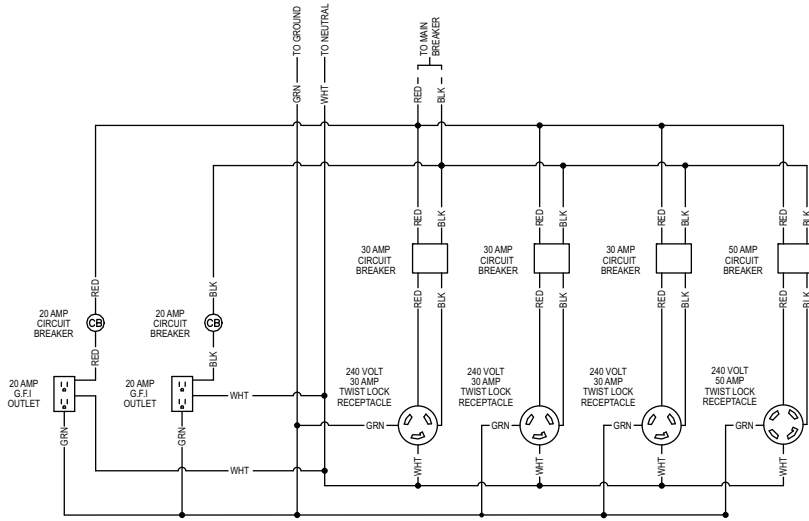 TO GROUND
TO NEUTRAL
TO MAIN
BREAKER
GRN
WHT
RED
BLK
RED
BLK
RED
BLK
RED
BLK
RED
BLK
30 AMP
CIRCUIT
BREAKER
30 AMP
CIRCUIT
BREAKER
30 AMP
CIRCUIT
BREAKER
50 AMP
CIRCUIT
BREAKER
RED
BLK
RED
BLK
RED
BLK
RED
BLK
RED
BLK
20 AMP
CIRCUIT
BREAKER
CB
20 AMP
CIRCUIT
BREAKER
CB
RED
BLK
20 AMP
G.F.I
OUTLET
20 AMP
G.F.I
OUTLET
WHT
240 VOLT
30 AMP
TWIST LOCK
RECEPTACLE
240 VOLT
30 AMP
TWIST LOCK
RECEPTACLE
240 VOLT
30 AMP
TWIST LOCK
RECEPTACLE
240 VOLT
50 AMP
TWIST LOCK
RECEPTACLE
GRN
GRN
GRN
GRN
GRN
GRN
WHT
WHT
WHT
WHT
WHT